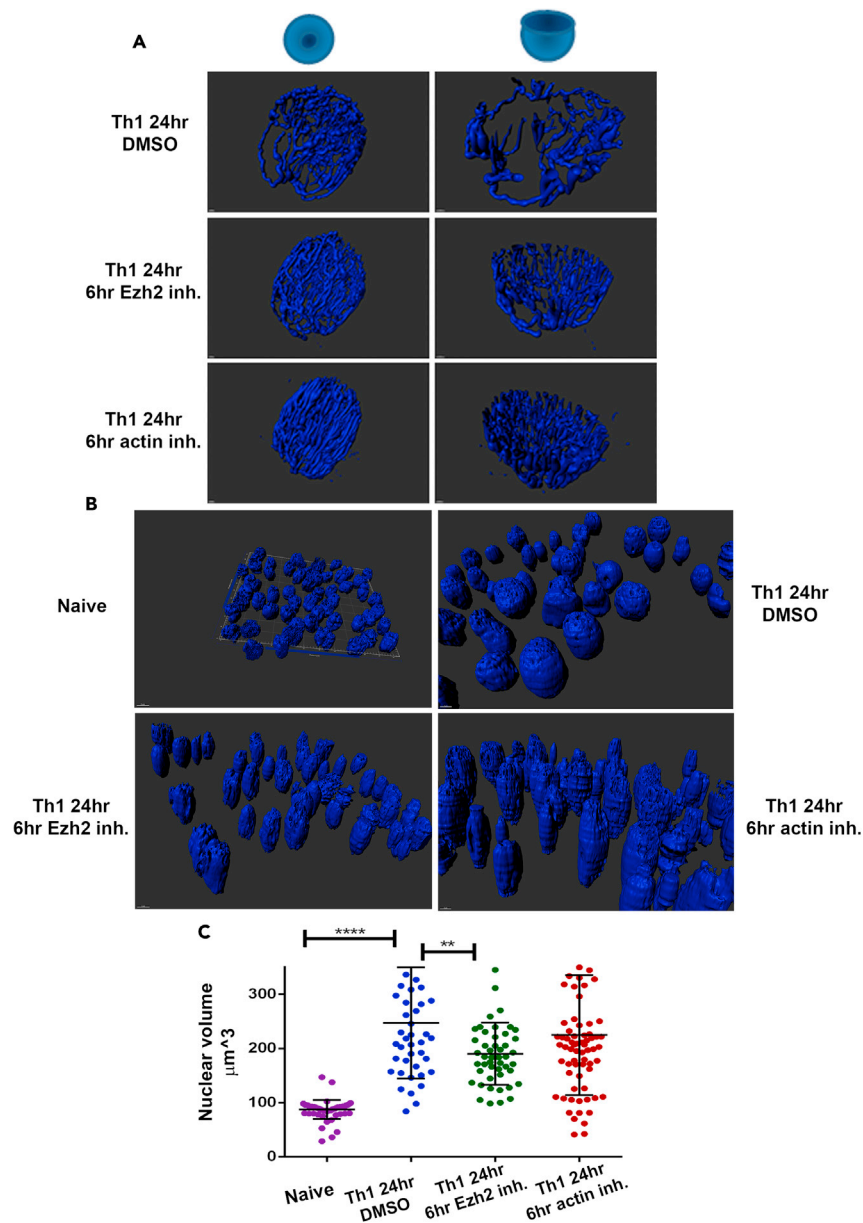 A
Th1 24hr
DMSO
Th1 24hr
6hr Ezh2 inh.
Th1 24hr
6hr actin inh.
B
Naive
Th1 24hr
DMSO
Th1 24hr
6hr Ezh2 inh.
Th1 24hr
6hr actin inh.
C
****
**
Nuclear volume
μm^3
300
200
100
0
Naive
Th1 24hr
DMSO
Th1 24hr
6hr Ezh2 inh.
Th1 24hr
6hr actin inh.